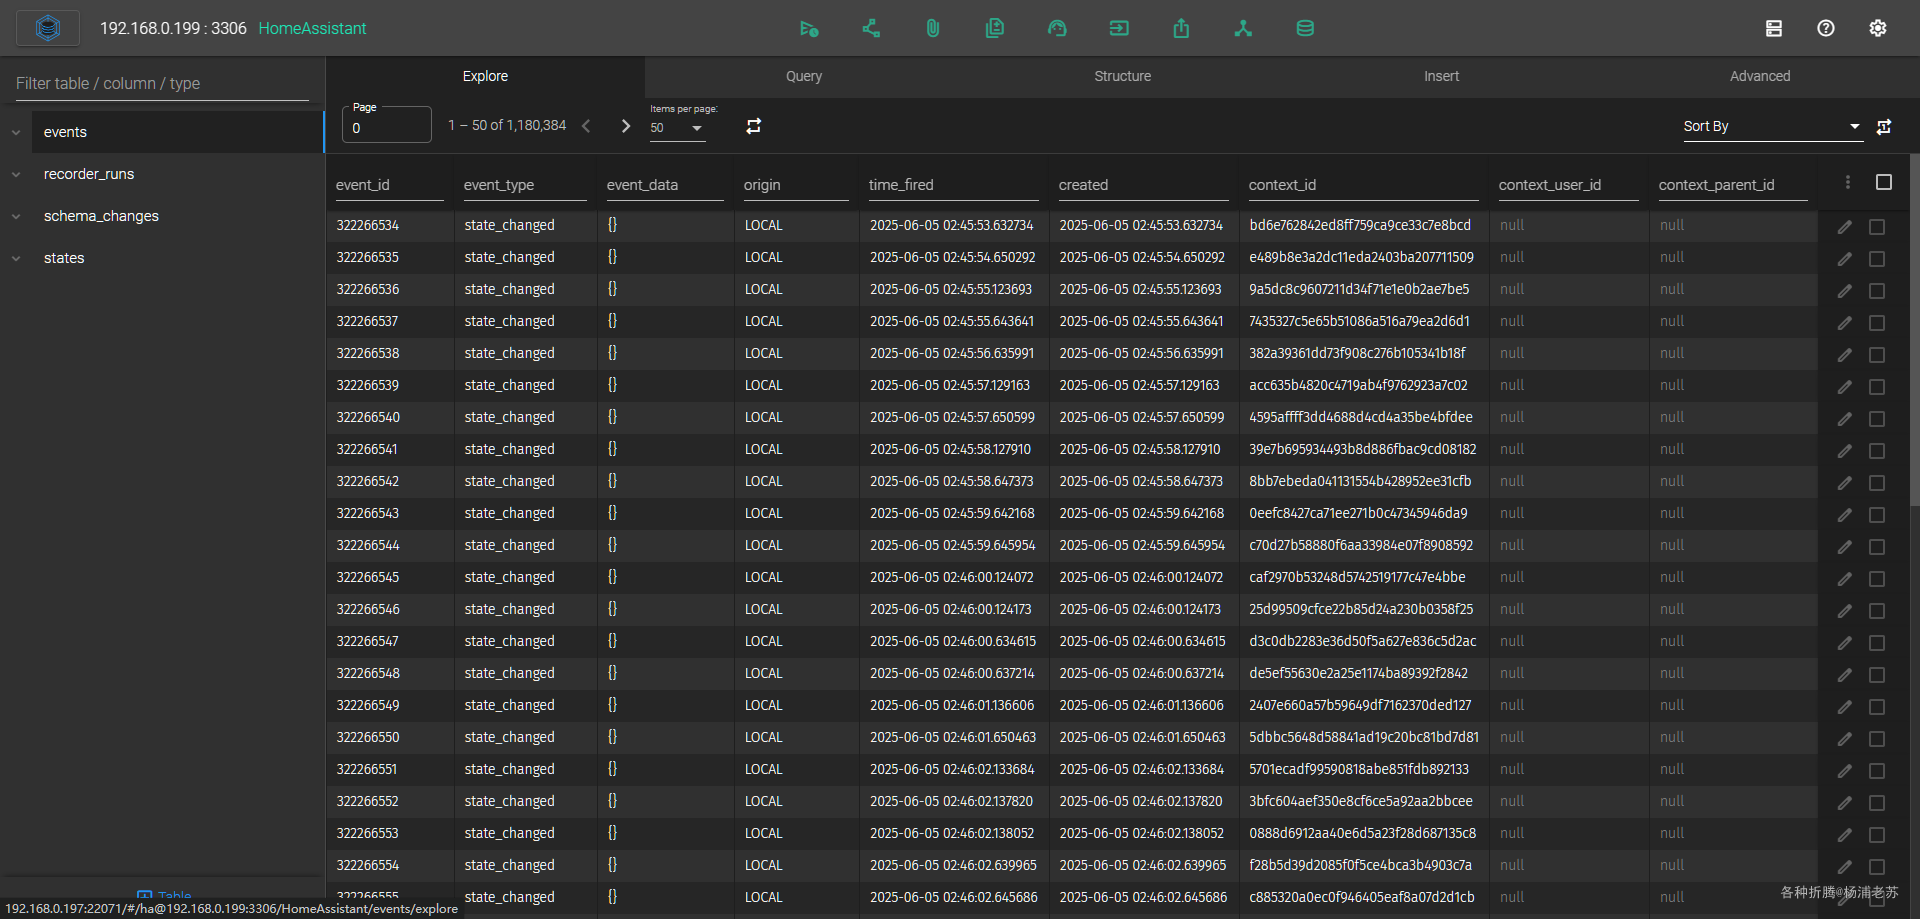 192.168.0.199 : 3306 HomeAssistant
Filter table / column / type
events
recorder_runs
schema_changes
states
Table
Explore Query Structure Insert Advanced
Page
0
1 – 50 of 1,180,384
Items per page:
50
Sort By
event_id event_type event_data origin time_fired created context_id context_user_id context_parent_id
322266534 state_changed {} LOCAL 2025-06-05 02:45:53.632734 2025-06-05 02:45:53.632734 bd6e762842ed8ff759ca9ce33c7e8bcd null null
322266535 state_changed {} LOCAL 2025-06-05 02:45:54.650292 2025-06-05 02:45:54.650292 e489b8e3a2dc11eda2403ba207711509 null null
322266536 state_changed {} LOCAL 2025-06-05 02:45:55.123693 2025-06-05 02:45:55.123693 9a5dc8c9607211d34f71e1e0b2ae7be5 null null
322266537 state_changed {} LOCAL 2025-06-05 02:45:55.643641 2025-06-05 02:45:55.643641 7435327c5e65b51086a516a79ea2d6d1 null null
322266538 state_changed {} LOCAL 2025-06-05 02:45:56.635991 2025-06-05 02:45:56.635991 382a39361dd73f908c276b105341b18f null null
322266539 state_changed {} LOCAL 2025-06-05 02:45:57.129163 2025-06-05 02:45:57.129163 acc635b4820c4719ab4f9762923a7c02 null null
322266540 state_changed {} LOCAL 2025-06-05 02:45:57.650599 2025-06-05 02:45:57.650599 4595affff3dd4688d4cd4a35be4bfdee null null
322266541 state_changed {} LOCAL 2025-06-05 02:45:58.127910 2025-06-05 02:45:58.127910 39e7b695934493b8d886fbac9cd08182 null null
322266542 state_changed {} LOCAL 2025-06-05 02:45:58.647373 2025-06-05 02:45:58.647373 8bb7ebeda041131554b428952ee31cfb null null
322266543 state_changed {} LOCAL 2025-06-05 02:45:59.642168 2025-06-05 02:45:59.642168 0eefc8427ca71ee271b0c47345946da9 null null
322266544 state_changed {} LOCAL 2025-06-05 02:45:59.645954 2025-06-05 02:45:59.645954 c70d27b58880f6aa33984e07f8908592 null null
322266545 state_changed {} LOCAL 2025-06-05 02:46:00.124072 2025-06-05 02:46:00.124072 caf2970b53248d5742519177c47e4bbe null null
322266546 state_changed {} LOCAL 2025-06-05 02:46:00.124173 2025-06-05 02:46:00.124173 25d99509cfce22b85d24a230b0358f25 null null
322266547 state_changed {} LOCAL 2025-06-05 02:46:00.634615 2025-06-05 02:46:00.634615 d3c0db2283e36d50f5a627e836c5d2ac null null
322266548 state_changed {} LOCAL 2025-06-05 02:46:00.637214 2025-06-05 02:46:00.637214 de5ef55630e2a25e1174ba89392f2842 null null
322266549 state_changed {} LOCAL 2025-06-05 02:46:01.136606 2025-06-05 02:46:01.136606 2407e660a57b59649df7162370ded127 null null
322266550 state_changed {} LOCAL 2025-06-05 02:46:01.650463 2025-06-05 02:46:01.650463 5dbbc5648d58841ad19c20bc81bd7d81 null null
322266551 state_changed {} LOCAL 2025-06-05 02:46:02.133684 2025-06-05 02:46:02.133684 5701ecadf99590818abe851fdb892133 null null
322266552 state_changed {} LOCAL 2025-06-05 02:46:02.137820 2025-06-05 02:46:02.137820 3bfc604aef350e8cf6ce5a92aa2bbcee null null
322266553 state_changed {} LOCAL 2025-06-05 02:46:02.138052 2025-06-05 02:46:02.138052 0888d6912aa40e6d5a23f28d687135c8 null null
322266554 state_changed {} LOCAL 2025-06-05 02:46:02.639965 2025-06-05 02:46:02.639965 f28b5d39d2085f0f5ce4bca3b4903c7a null null
322266555 state_changed {} LOCAL 2025-06-05 02:46:02.645686 2025-06-05 02:46:02.645686 c885320a0ec0f946405eaf8a07d2d1cb null null
各种折腾@杨浦老苏
192.168.0.197:22071/#/ha@192.168.0.199:3306/HomeAssistant/events/explore